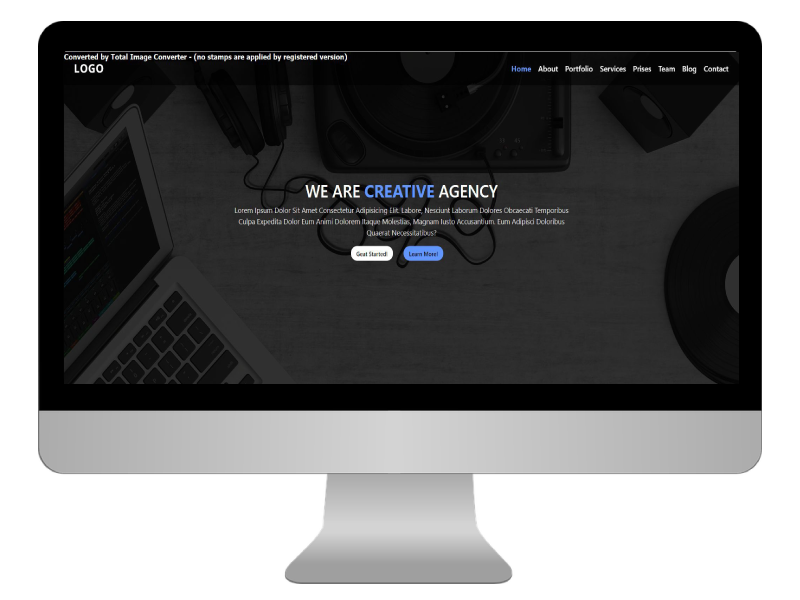 Converted by Total Image Converter - (no stamps are applied by registered version)
LOGO
Home About Portfolio Services Prises Team Blog Contact
WE ARE CREATIVE AGENCY
Lorem Ipsum Dolor Sit Amet Consectetur Adipisicing Elit. Labore, Nesciunt Laborum Dolores Obcaecati Temporibus
Culpa Expedita Dolor Eum Animi Dolorem Itaque Molestias, Magnam Iusto Accusantium. Eum Adipisci Doloribus
Quaerat Necessitatibus?
Geat Started! Learn More!